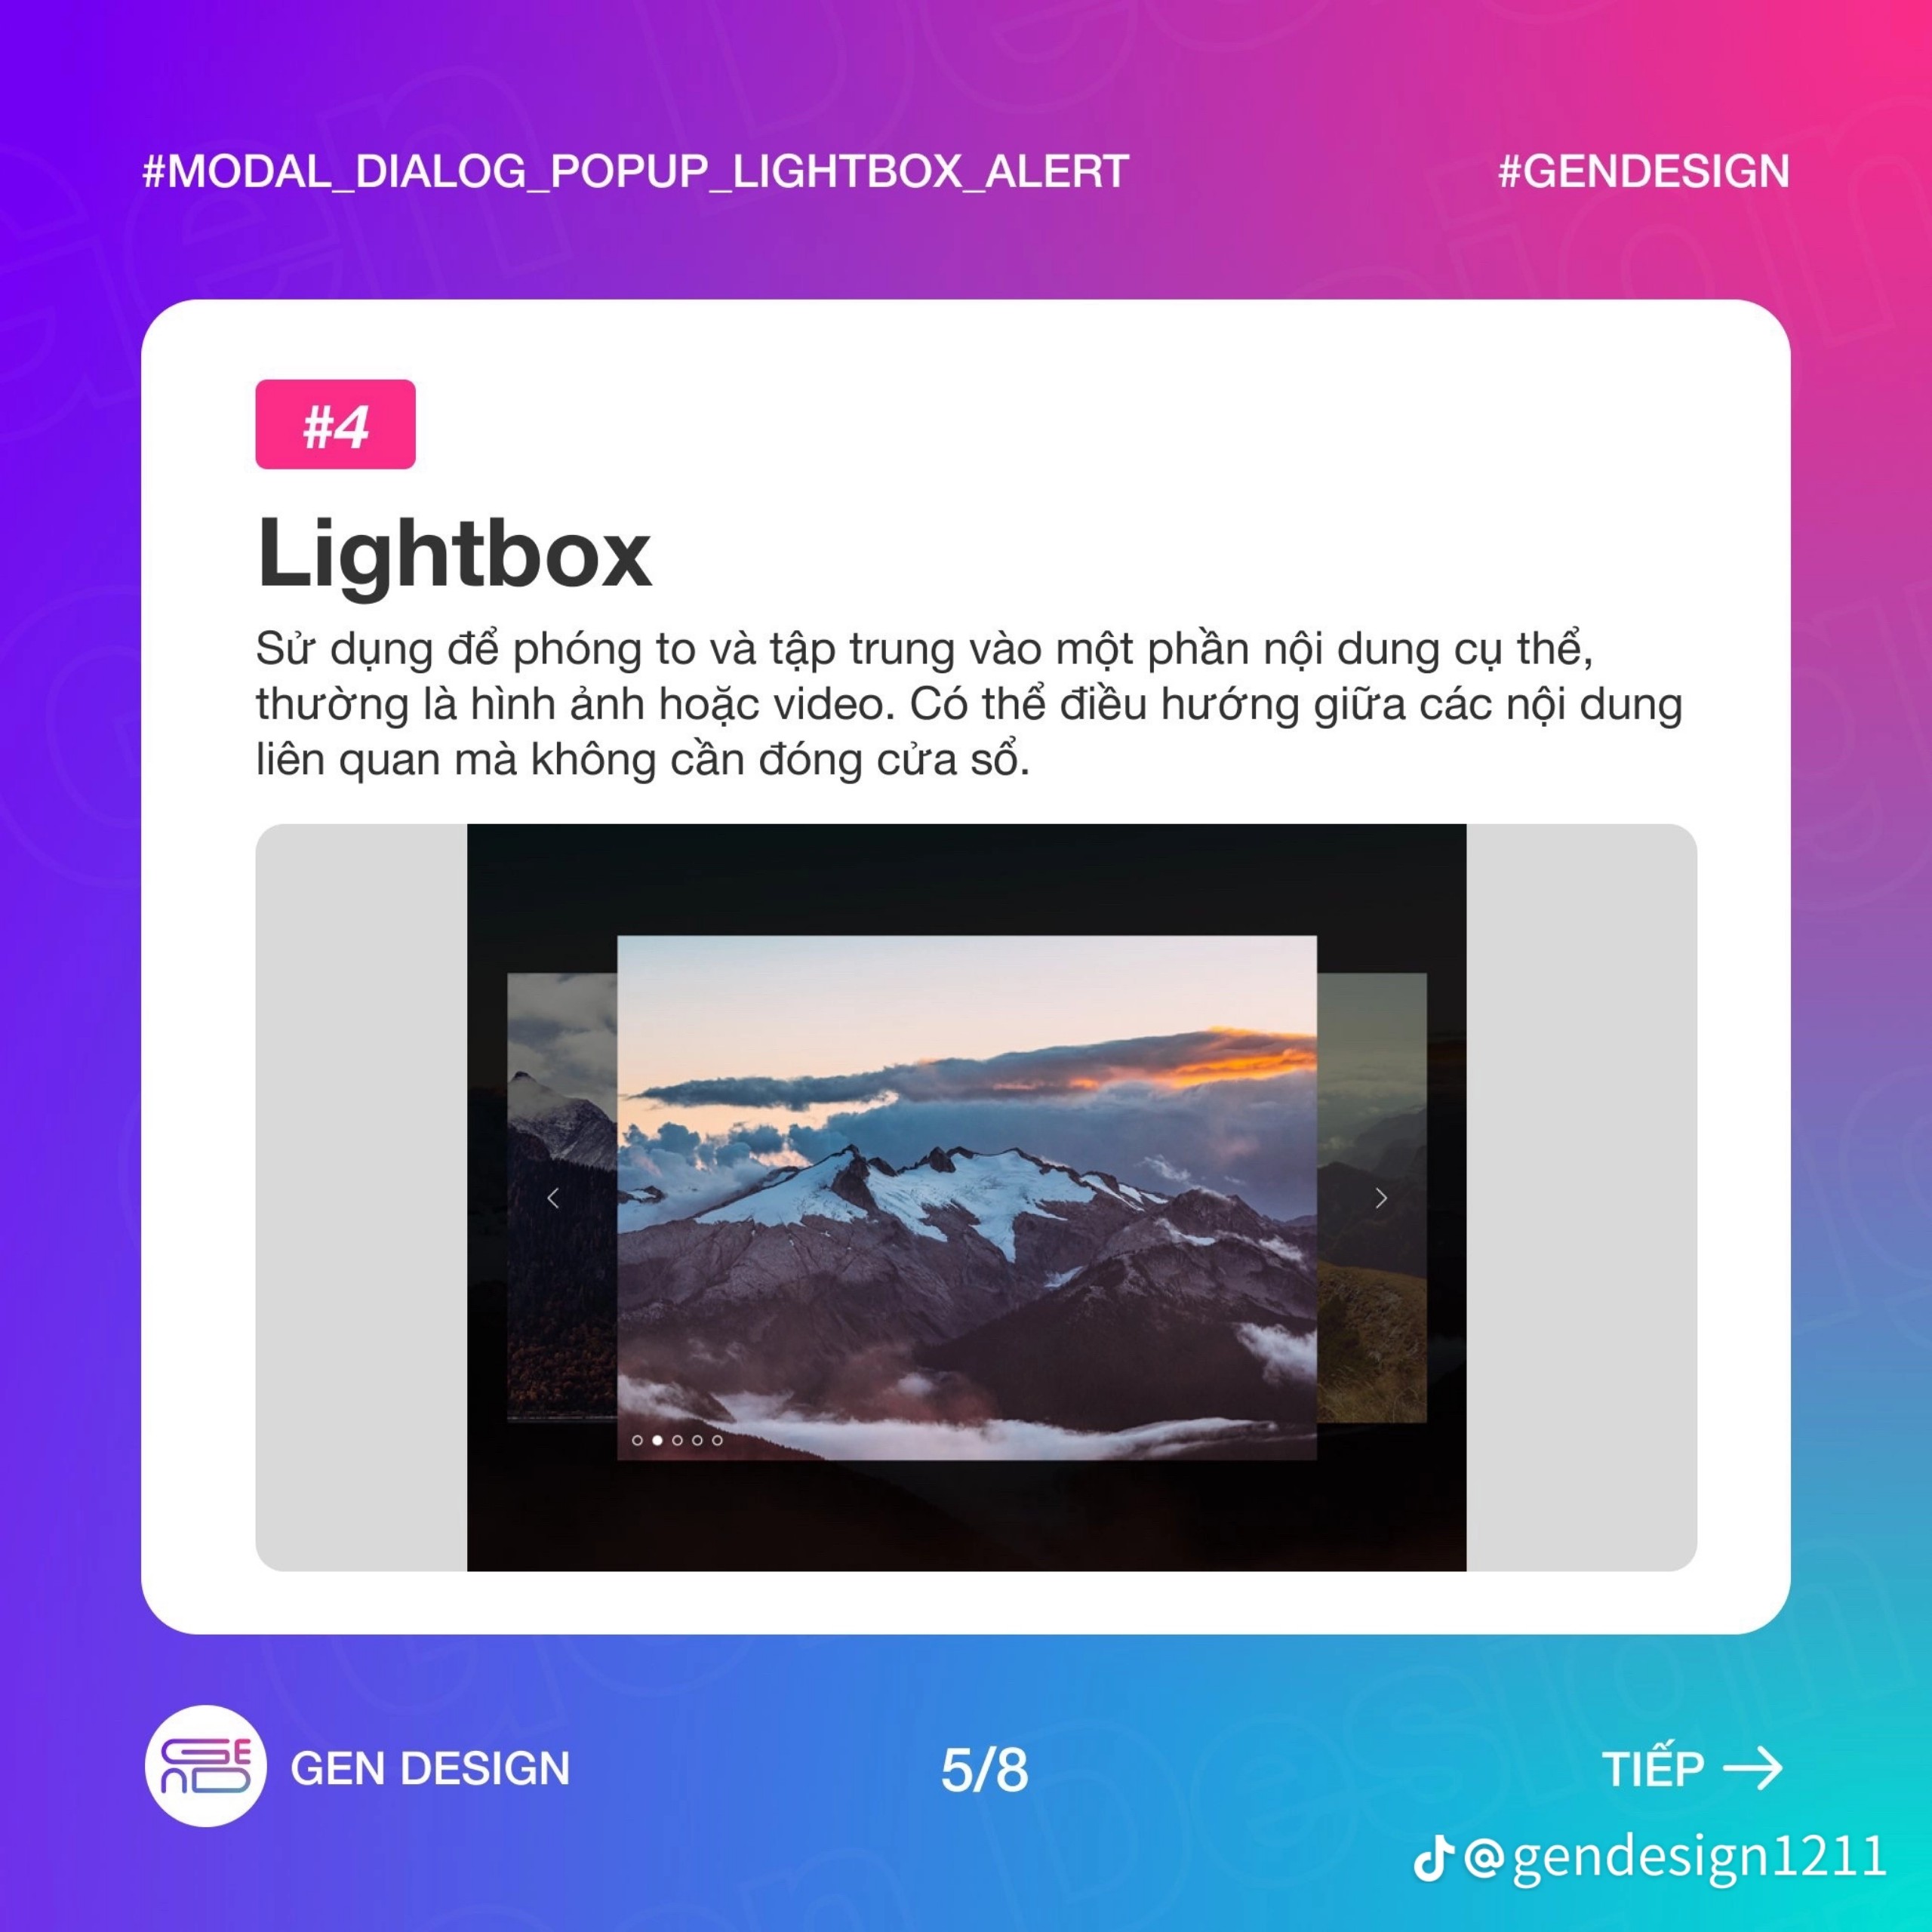 #MODAL_DIALOG_POPUP_LIGHTBOX_ALERT
#GENDESIGN
#4
Lightbox
Sử dụng để phóng to và tập trung vào một phần nội dung cụ thể,
thường là hình ảnh hoặc video. Có thể điều hướng giữa các nội dung
liên quan mà không cần đóng cửa sổ.
GEN DESIGN
5/8
TIẾP
@gendesign1211